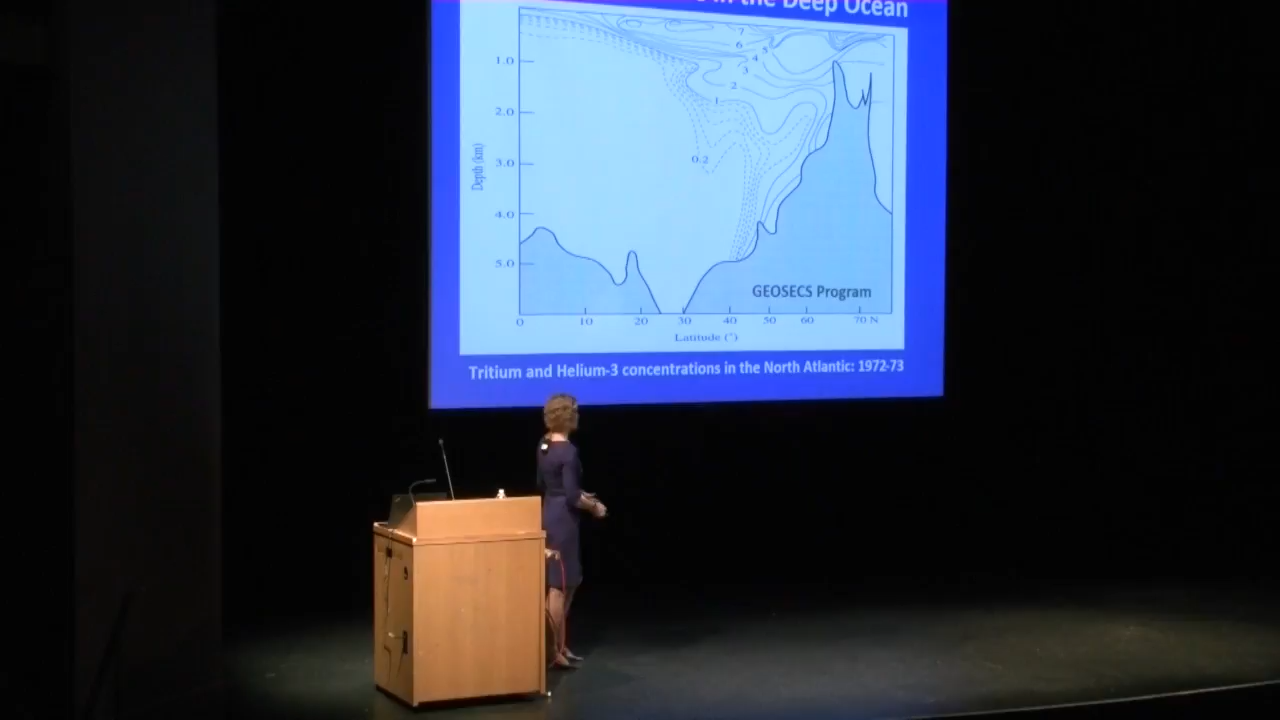 in the Deep Ocean
7
6
5
4
3
2
1
0.2
1.0
2.0
3.0
4.0
5.0
Depth (km)
GEOSECS Program
0 10 20 30 40 50 60 70 N
Latitude (°)
Tritium and Helium-3 concentrations in the North Atlantic: 1972-73